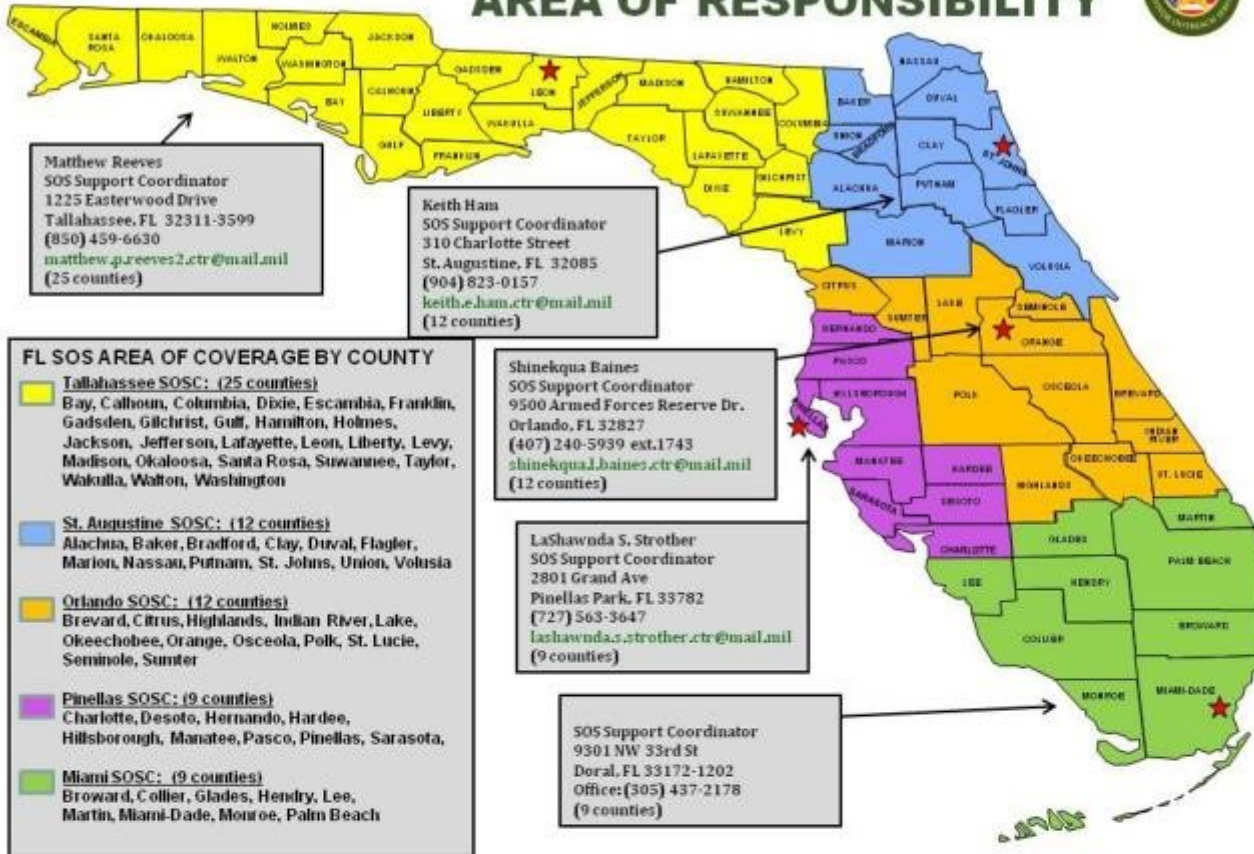 AREA OF RESPONSIBILITY
ESCAMBIA
SANTA
ROSA
OKALOOSA
WALTON
HOLMES
WASHINGTON
JACKSON
BAY
CALHOUN
GULF
GADSDEN
LIBERTY
FRANKLIN
LEON
WAKULLA
JEFFERSON
MADISON
TAYLOR
HAMILTON
SUWANNEE
LAFAYETTE
DIXIE
COLUMBIA
GILCHRIST
LEVY
NASSAU
BAKER
DUVAL
UNION
BRADFORD
CLAY
ST. JOHNS
ALACHUA
PUTNAM
FLAGLER
MARION
VOLUSIA
CITRUS
SUMTER
LAKE
SEMINOLE
ORANGE
HERNANDO
PASCO
HILLSBOROUGH
PINELLAS
POLK
OSCEOLA
BREVARD
INDIAN
RIVER
MANATEE
HARDEE
HIGHLANDS
OKEECHOBEE
ST. LUCIE
SARASOTA
DESOTO
CHARLOTTE
GLADES
MARTIN
LEE
HENDRY
PALM BEACH
COLLIER
BROWARD
MONROE
MIAMI-DADE
Matthew Reeves
SOS Support Coordinator
1225 Easterwood Drive
Tallahassee, FL 32311-3599
(850) 459-6630
matthew.p.reeves2.ctr@mail.mil
(25 counties)
Keith Ham
SOS Support Coordinator
310 Charlotte Street
St. Augustine, FL 32085
(904) 823-0157
keith.e.ham.ctr@mail.mil
(12 counties)
Shinekqua Baines
SOS Support Coordinator
9500 Armed Forces Reserve Dr.
Orlando, FL 32827
(407) 240-5939 ext.1743
shinekqua.l.baines.ctr@mail.mil
(12 counties)
LaShawnda S. Strother
SOS Support Coordinator
2801 Grand Ave
Pinellas Park, FL 33782
(727) 563-3647
lashawnda.s.strother.ctr@mail.mil
(9 counties)
SOS Support Coordinator
9301 NW 33rd St
Doral, FL 33172-1202
Office: (305) 437-2178
(9 counties)
FL SOS AREA OF COVERAGE BY COUNTY
Tallahassee SOSC: (25 counties)
Bay, Calhoun, Columbia, Dixie, Escambia, Franklin,
Gadsden, Gilchrist, Gulf, Hamilton, Holmes,
Jackson, Jefferson, Lafayette, Leon, Liberty, Levy,
Madison, Okaloosa, Santa Rosa, Suwannee, Taylor,
Wakulla, Walton, Washington
St. Augustine SOSC: (12 counties)
Alachua, Baker, Bradford, Clay, Duval, Flagler,
Marion, Nassau, Putnam, St. Johns, Union, Volusia
Orlando SOSC: (12 counties)
Brevard, Citrus, Highlands, Indian River, Lake,
Okeechobee, Orange, Osceola, Polk, St. Lucie,
Seminole, Sumter
Pinellas SOSC: (9 counties)
Charlotte, Desoto, Hernando, Hardee,
Hillsborough, Manatee, Pasco, Pinellas, Sarasota,
Miami SOSC: (9 counties)
Broward, Collier, Glades, Hendry, Lee,
Martin, Miami-Dade, Monroe, Palm Beach